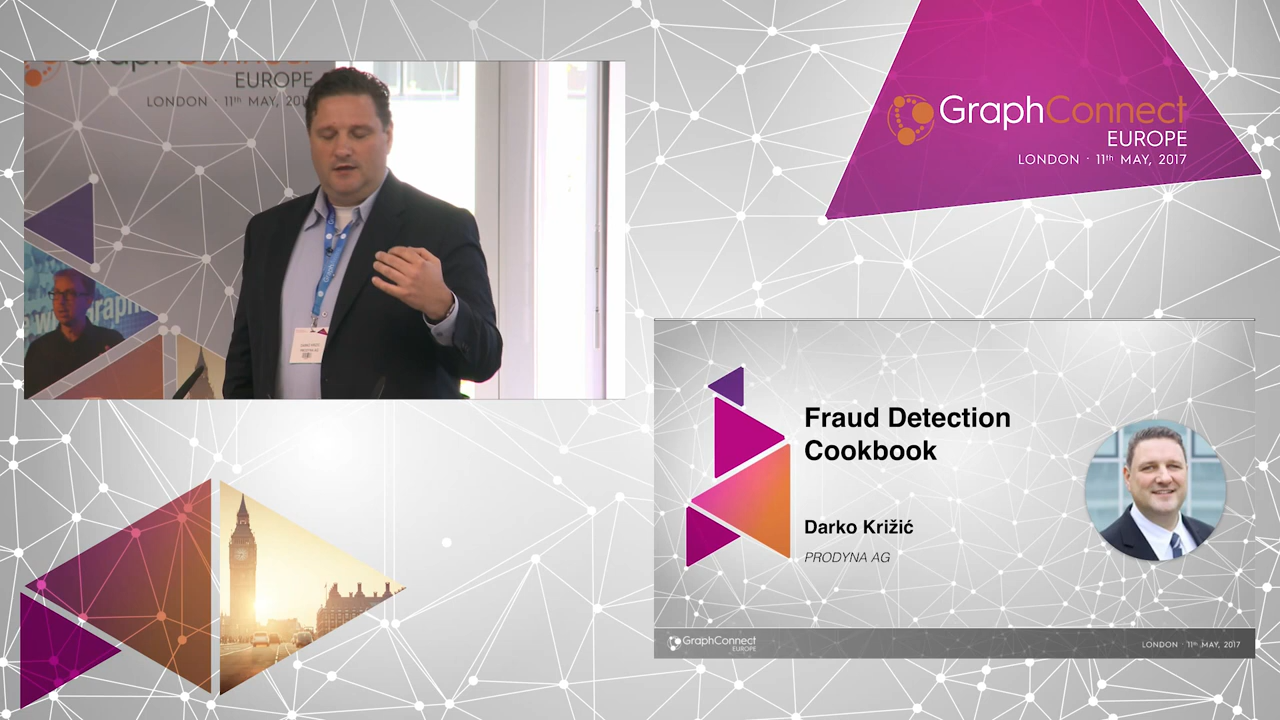 GraphConnect
EUROPE
LONDON · 11th MAY, 201
GraphConnect
EUROPE
LONDON · 11th MAY, 2017
Fraud Detection
Cookbook
Darko Križić
PRODYNA AG
GraphConnect
EUROPE
LONDON · 11th MAY, 2017